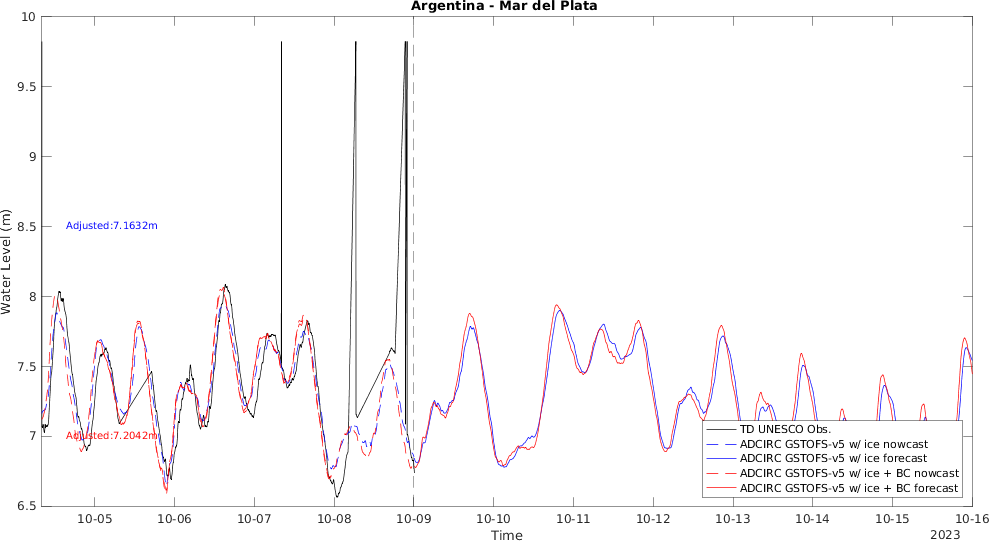 Argentina - Mar del Plata
Water Level (m)
10
9.5
9
8.5
8
7.5
7
6.5
Adjusted:7.1632m
Adjusted:7.2042m
TD UNESCO Obs.
ADCIRC GSTOFS-v5 w/ ice nowcast
ADCIRC GSTOFS-v5 w/ ice forecast
ADCIRC GSTOFS-v5 w/ ice + BC nowcast
ADCIRC GSTOFS-v5 w/ ice + BC forecast
10-05 10-06 10-07 10-08 10-09 10-10 10-11 10-12 10-13 10-14 10-15 10-16
Time
2023